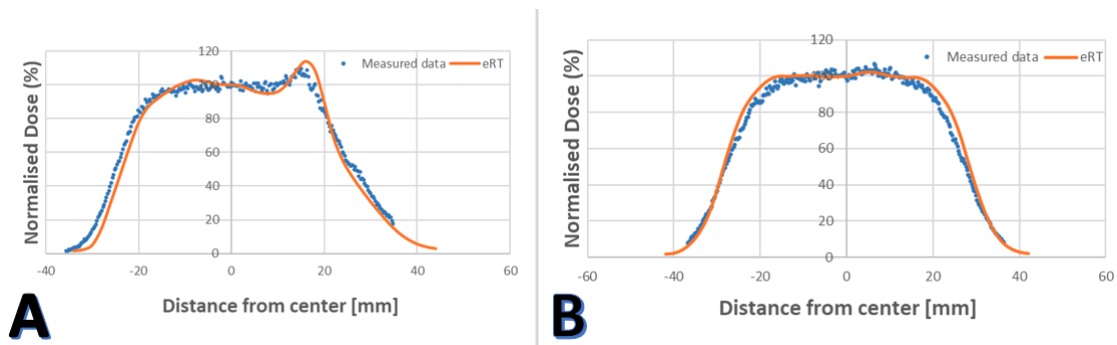 120
Measured data eRT
100
80
60
40
20
0
-40 -20 0 20 40 60
Normalised Dose (%)
Distance from center [mm]
A
120
Measured data eRT
100
80
60
40
20
0
-60 -40 -20 0 20 40 60
Normalised Dose (%)
Distance from center [mm]
B